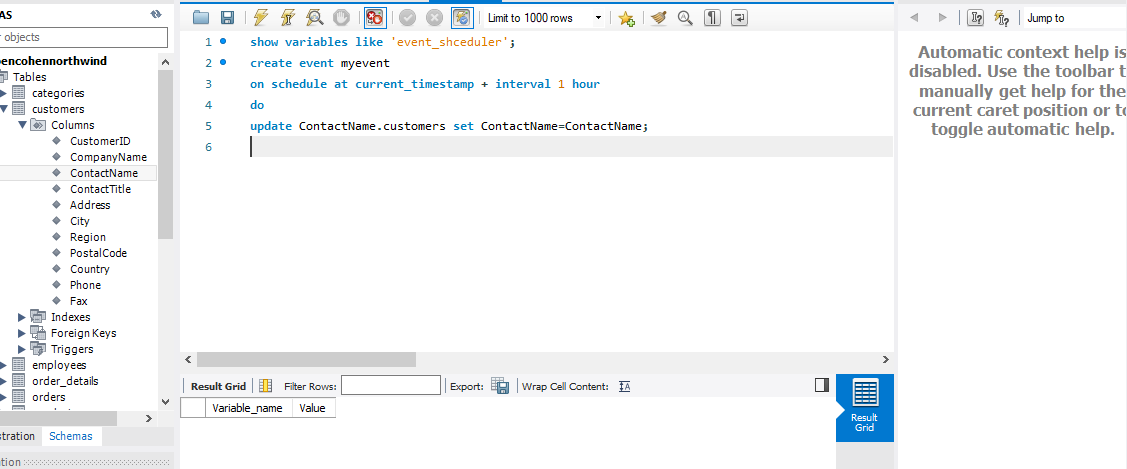 AS
objects
encohennorthwind
Tables
categories
customers
Columns
CustomerID
CompanyName
ContactName
ContactTitle
Address
City
Region
PostalCode
Country
Phone
Fax
Indexes
Foreign Keys
Triggers
employees
order_details
orders
stration Schemas
ation
Limit to 1000 rows
1 show variables like 'event_shceduler';
2 create event myevent
3 on schedule at current_timestamp + interval 1 hour
4 do
5 update ContactName.customers set ContactName=ContactName;
6
Result Grid Filter Rows: Export: Wrap Cell Content:
Variable_name Value
Result
Grid
Jump to
Automatic context help is
disabled. Use the toolbar t
manually get help for the
current caret position or to
toggle automatic help.